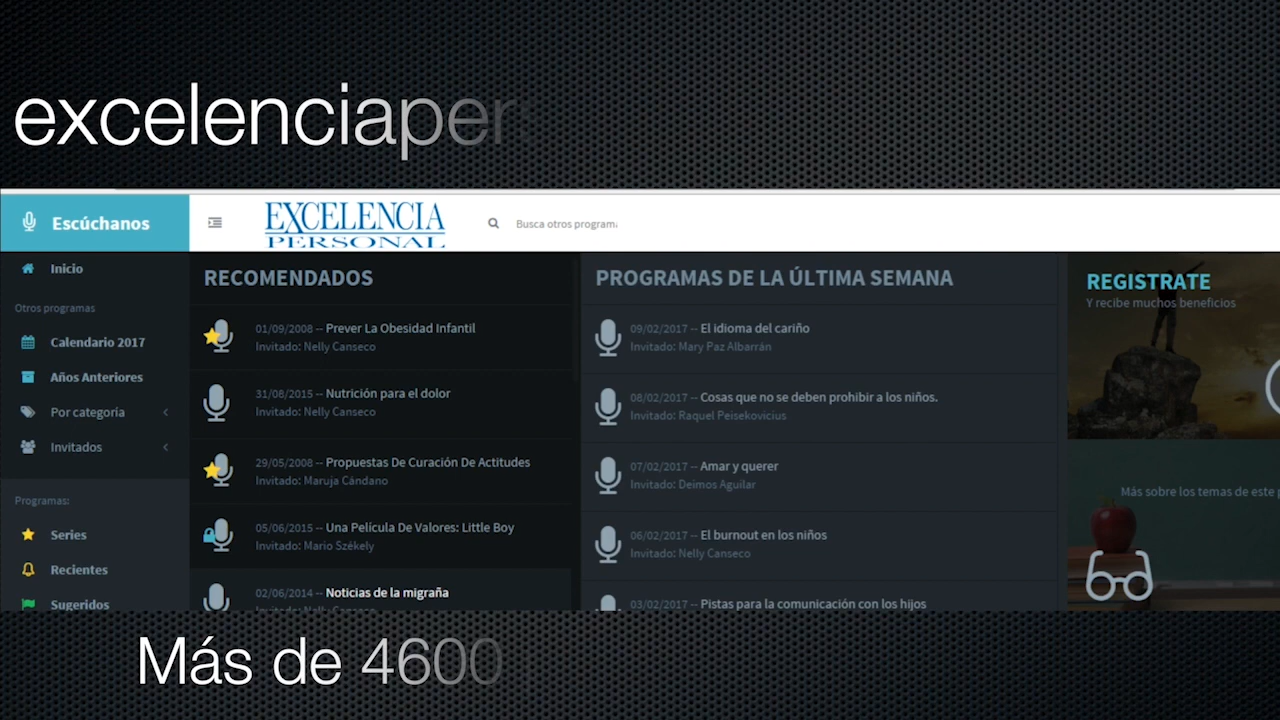 excelenciaper
Escúchanos
EXCELENCIA
PERSONAL
Busca otros programa
Inicio
Otros programas
Calendario 2017
Años Anteriores
Por categoría
Invitados
Programas:
Series
Recientes
Sugeridos
RECOMENDADOS
01/09/2008 -- Prever La Obesidad Infantil
Invitado: Nelly Canseco
31/08/2015 -- Nutrición para el dolor
Invitado: Nelly Canseco
29/05/2008 -- Propuestas De Curación De Actitudes
Invitado: Maruja Cándano
05/06/2015 -- Una Película De Valores: Little Boy
Invitado: Mario Székely
02/06/2014 -- Noticias de la migraña
Invitado: Nelly Canseco
PROGRAMAS DE LA ÚLTIMA SEMANA
09/02/2017 -- El idioma del cariño
Invitado: Mary Paz Albarrán
08/02/2017 -- Cosas que no se deben prohibir a los niños.
Invitado: Raquel Peisekovicius
07/02/2017 -- Amar y querer
Invitado: Deimos Aguilar
06/02/2017 -- El burnout en los niños
Invitado: Nelly Canseco
03/02/2017 -- Pistas para la comunicación con los hijos
REGISTRATE
Y recibe muchos beneficios
Más sobre los temas de este
Más de 4600